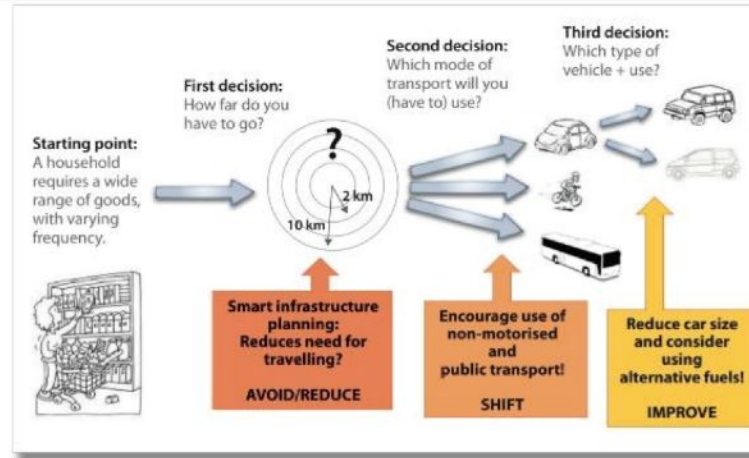 Starting point:
A household
requires a wide
range of goods,
with varying
frequency.
First decision:
How far do you
have to go?
?
2 km
10 km
Second decision:
Which mode of
transport will you
(have to) use?
Third decision:
Which type of
vehicle + use?
Smart infrastructure
planning:
Reduces need for
travelling?
AVOID/REDUCE
Encourage use of
non-motorised
and
public transport!
SHIFT
Reduce car size
and consider
using
alternative fuels!
IMPROVE